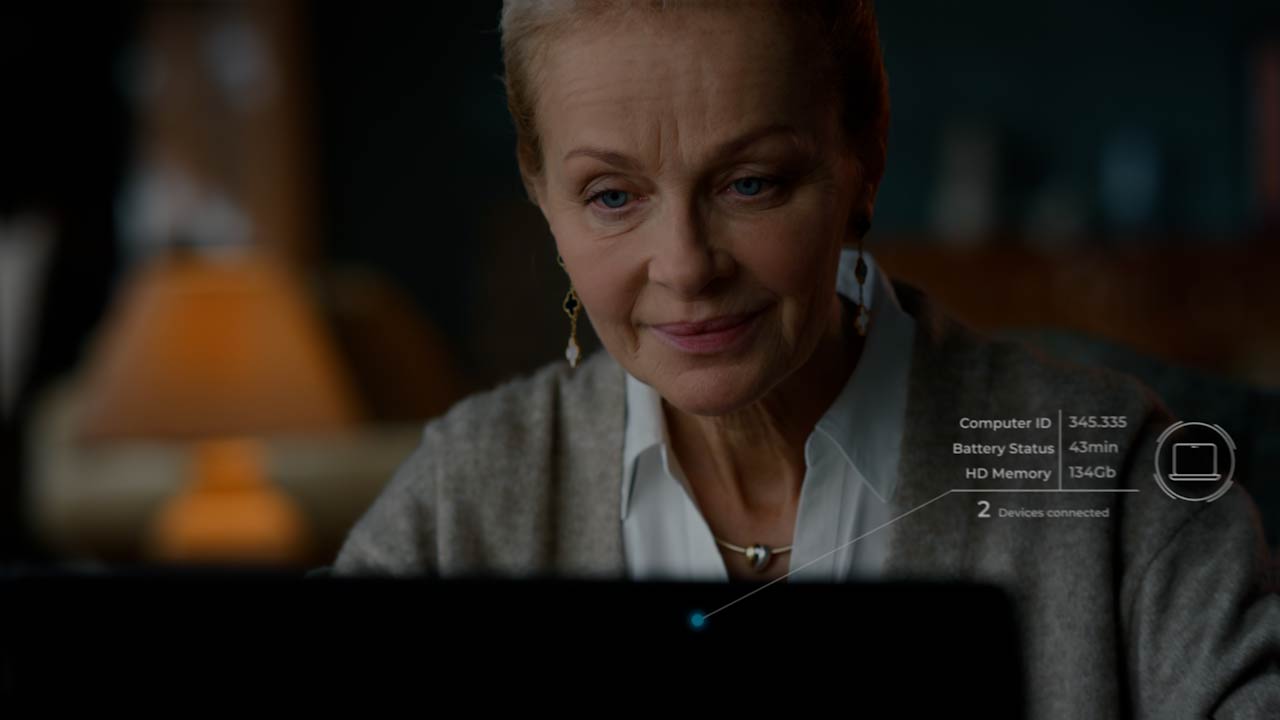 Computer ID 345.335
Battery Status 43min
HD Memory 134Gb
2 Devices connected